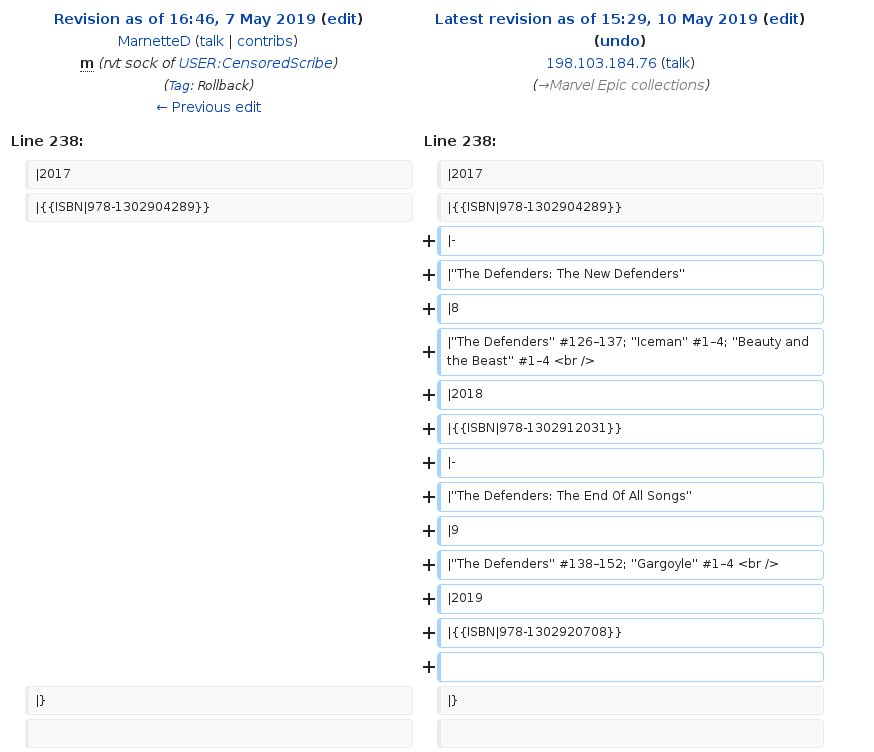 Revision as of 16:46, 7 May 2019 (edit)
MarnetteD (talk | contribs)
m (rvt sock of USER:CensoredScribe)
(Tag: Rollback)
← Previous edit
Latest revision as of 15:29, 10 May 2019 (edit)
(undo)
198.103.184.76 (talk)
(→Marvel Epic collections)
Line 238:
Line 238:
|2017
|2017
|{{ISBN|978-1302904289}}
|{{ISBN|978-1302904289}}
+ |-
+ |''The Defenders: The New Defenders''
+ |8
+ |''The Defenders'' #126–137; ''Iceman'' #1–4; ''Beauty and
the Beast'' #1–4 <br />
+ |2018
+ |{{ISBN|978-1302912031}}
+ |-
+ |''The Defenders: The End Of All Songs''
+ |9
+ |''The Defenders'' #138–152; ''Gargoyle'' #1–4 <br />
+ |2019
+ |{{ISBN|978-1302920708}}
+
|}
|}